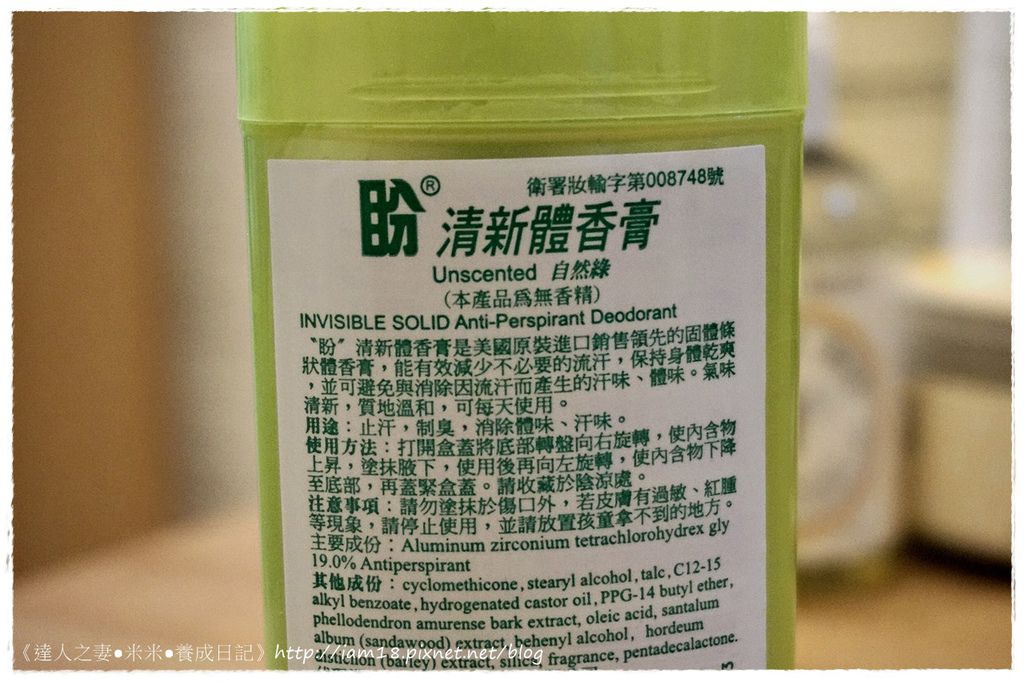 衛署妝輸字第008748號
盼® 清新體香膏
Unscented 自然綠
(本產品為無香精)
INVISIBLE SOLID Anti-Perspirant Deodorant
〝盼〞清新體香膏是美國原裝進口銷售領先的固體條
狀體香膏，能有效減少不必要的流汗，保持身體乾爽
，並可避免與消除因流汗而產生的汗味、體味。氣味
清新，質地溫和，可每天使用。
用途：止汗，制臭，消除體味、汗味。
使用方法：打開盒蓋將底部轉盤向右旋轉，使內含物
上昇，塗抹腋下，使用後再向左旋轉，使內含物下降
至底部，再蓋緊盒蓋。請收藏於陰涼處。
注意事項：請勿塗抹於傷口外，若皮膚有過敏、紅腫
等現象，請停止使用，並請放置孩童拿不到的地方。
主要成份：Aluminum zirconium tetrachlorohydrex gly
19.0% Antiperspirant
其他成份：cyclomethicone, stearyl alcohol, talc, C12-15
alkyl benzoate, hydrogenated castor oil, PPG-14 butyl ether,
phellodendron amurense bark extract, oleic acid, santalum
album (sandawood) extract, behenyl alcohol, hordeum
distichon (barley) extract, silica, fragrance, pentadecalactone.
《達人之妻●米米●養成日記》http://iam18.pixnet.net/blog